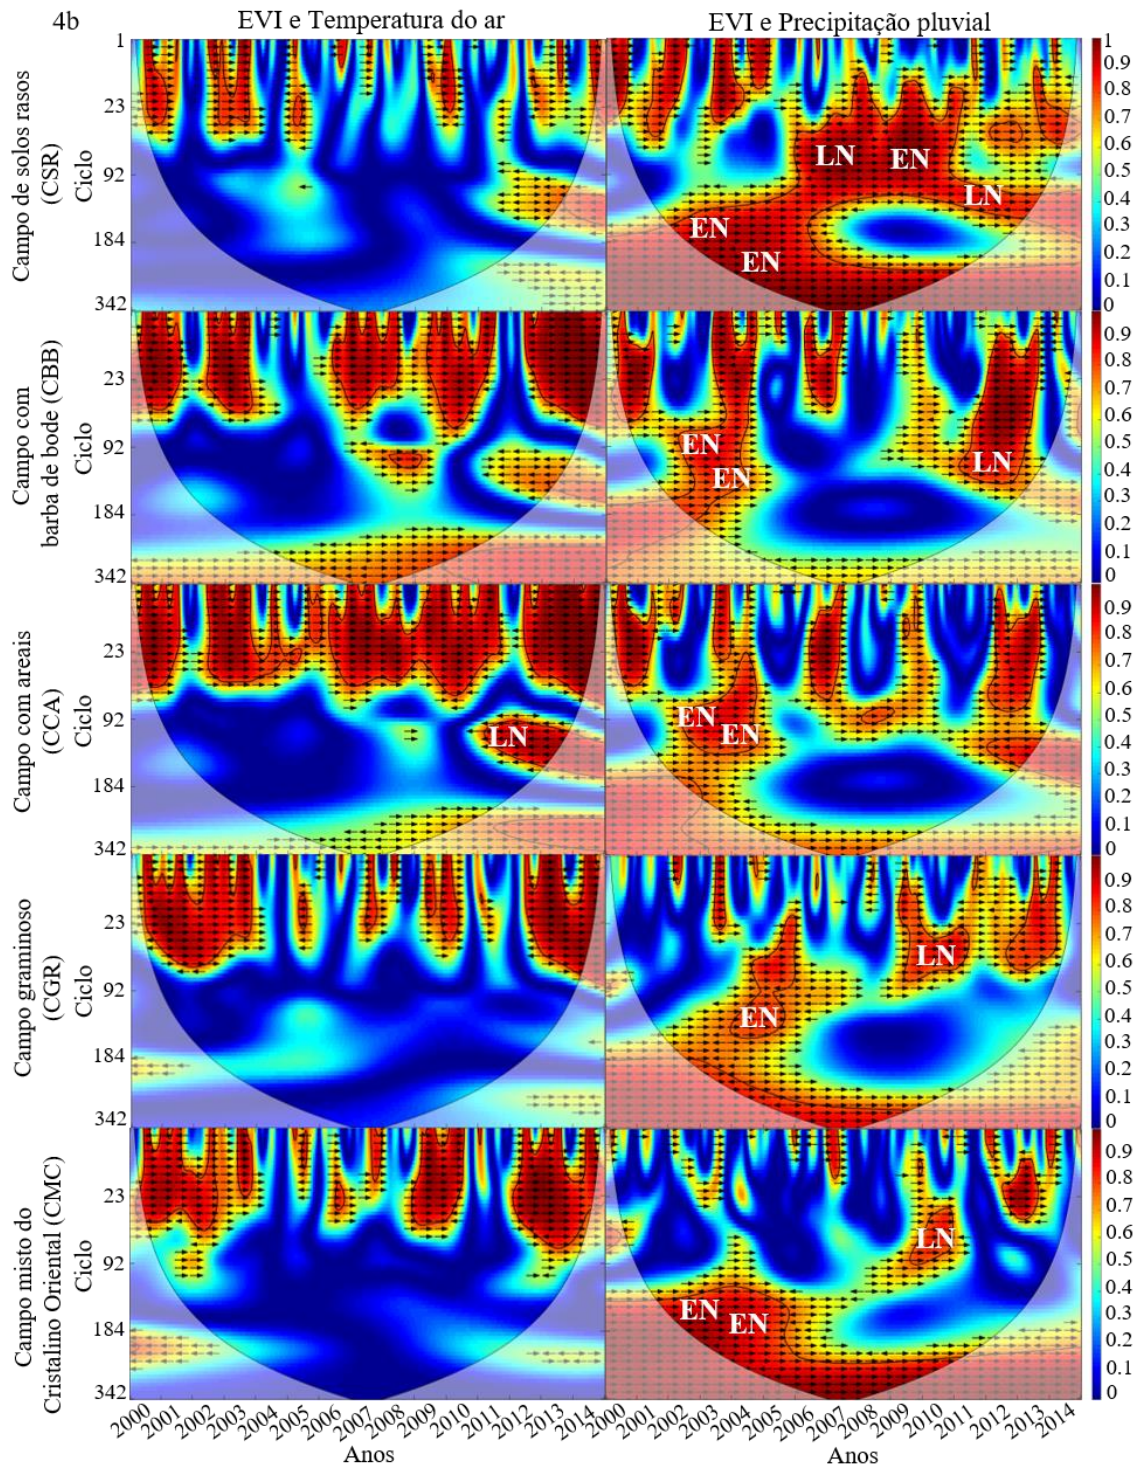 4b
EVI e Temperatura do ar
EVI e Precipitação pluvial
Campo de solos rasos
(CSR)
Ciclo
1
23
92
184
342
LN
EN
LN
EN
EN
1
0.9
0.8
0.7
0.6
0.5
0.4
0.3
0.2
0.1
0
Campo com
barba de bode (CBB)
Ciclo
23
92
184
342
EN
EN
LN
0.9
0.8
0.7
0.6
0.5
0.4
0.3
0.2
0.1
0
Campo com areais
(CCA)
Ciclo
23
92
184
342
LN
EN
EN
0.9
0.8
0.7
0.6
0.5
0.4
0.3
0.2
0.1
0
Campo graminoso
(CGR)
Ciclo
23
92
184
342
LN
EN
0.9
0.8
0.7
0.6
0.5
0.4
0.3
0.2
0.1
0
Campo misto do
Cristalino Oriental (CMC)
Ciclo
23
92
184
342
LN
EN
EN
0.9
0.8
0.7
0.6
0.5
0.4
0.3
0.2
0.1
0
2000 2001 2002 2003 2004 2005 2006 2007 2008 2009 2010 2011 2012 2013 2014
2000 2001 2002 2003 2004 2005 2006 2007 2008 2009 2010 2011 2012 2013 2014
Anos
Anos